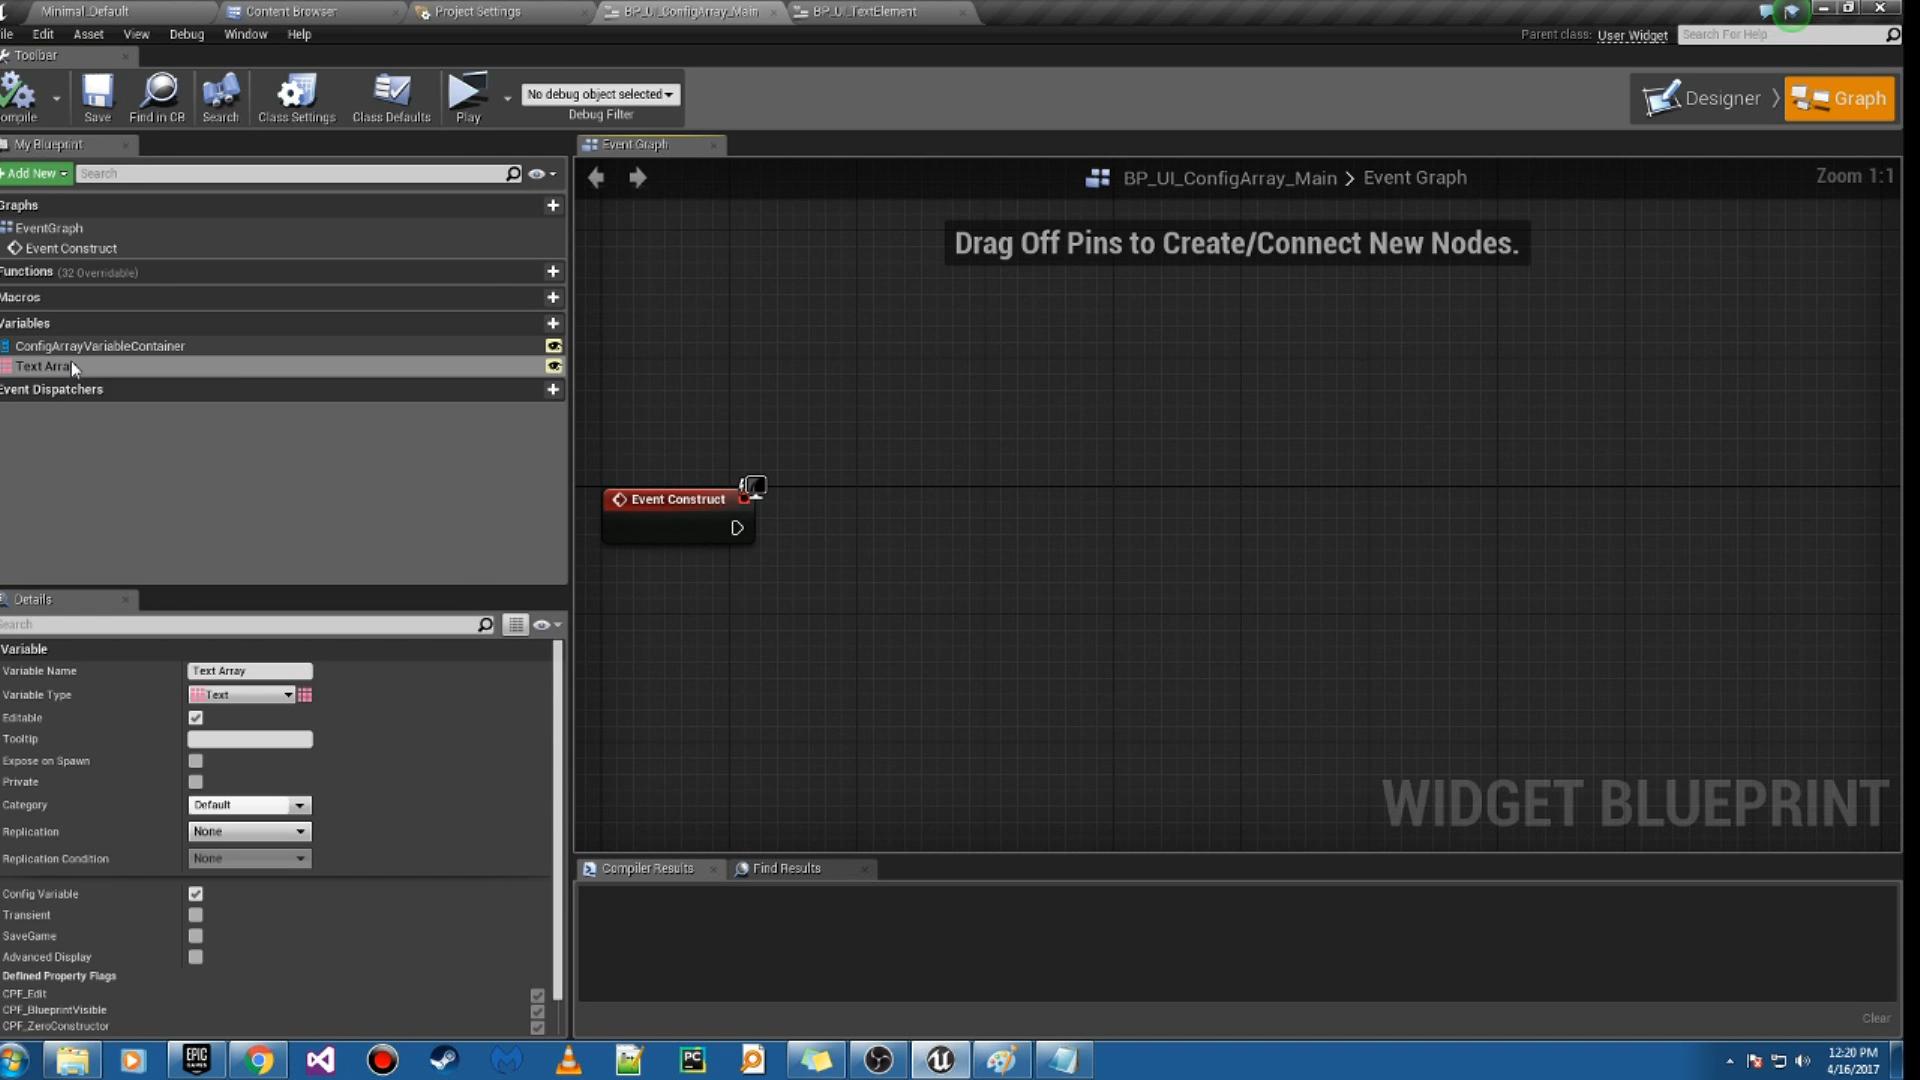 Minimal_Default
Content Browser
Project Settings
BP_UI_ConfigArray_Main
BP_UI_TextElement
ile Edit Asset View Debug Window Help
Parent class: User Widget
Search For Help
Toolbar
ompile
Save
Find in CB
Search
Class Settings
Class Defaults
Play
No debug object selected
Debug Filter
Designer
Graph
My Blueprint
Add New
Search
Graphs
EventGraph
Event Construct
Functions (32 Overridable)
Macros
Variables
ConfigArrayVariableContainer
Text Arra
Event Dispatchers
Event Graph
BP_UI_ConfigArray_Main > Event Graph
Zoom 1:1
Drag Off Pins to Create/Connect New Nodes.
Event Construct
WIDGET BLUEPRINT
Details
Search
Variable
Variable Name Text Array
Variable Type Text
Editable
Tooltip
Expose on Spawn
Private
Category Default
Replication None
Replication Condition None
Config Variable
Transient
SaveGame
Advanced Display
Defined Property Flags
CPF_Edit
CPF_BlueprintVisible
CPF_ZeroConstructor
Compiler Results
Find Results
Clear
EPIC GAMES
PC
12:20 PM
4/16/2017